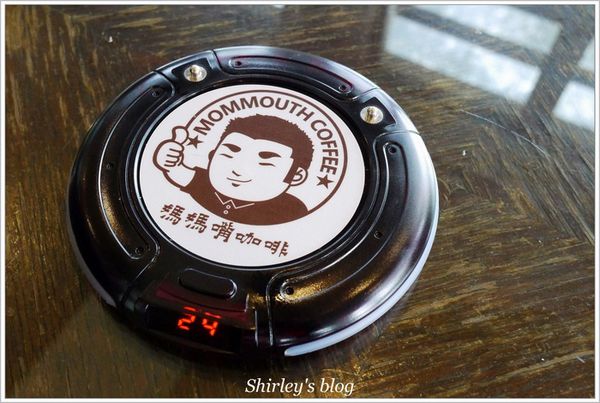 MOMMOUTH COFFEE
媽媽嘴咖啡
24
Shirley's blog